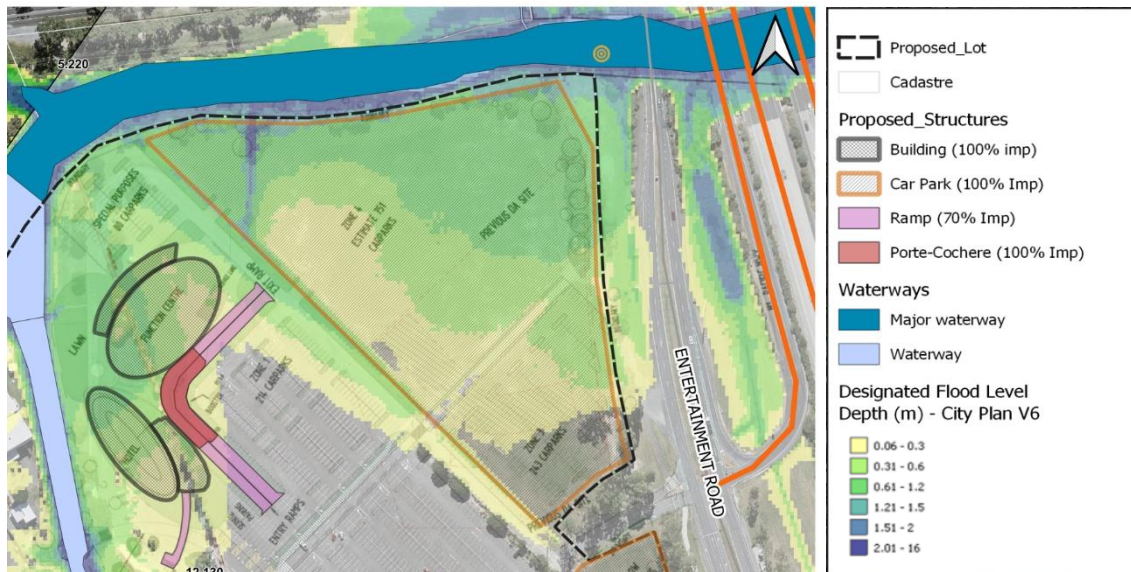 5.220
SPECIAL PURPOSES
80 CARPARKS
ZONE 4
ESTIMATE 751
CARPARKS
PREVIOUS DA SITE
EXIT RAMP
FUNCTION CENTRE
LAWN
HOTEL
ZONE 1
214 CARPARKS
ZONE 3
243 CARPARKS
ENTRY RAMPS
ENTERTAINMENT ROAD
12.130
Proposed_Lot
Cadastre
Proposed_Structures
Building (100% imp)
Car Park (100% Imp)
Ramp (70% Imp)
Porte-Cochere (100% Imp)
Waterways
Major waterway
Waterway
Designated Flood Level
Depth (m) - City Plan V6
0.06 - 0.3
0.31 - 0.6
0.61 - 1.2
1.21 - 1.5
1.51 - 2
2.01 - 16